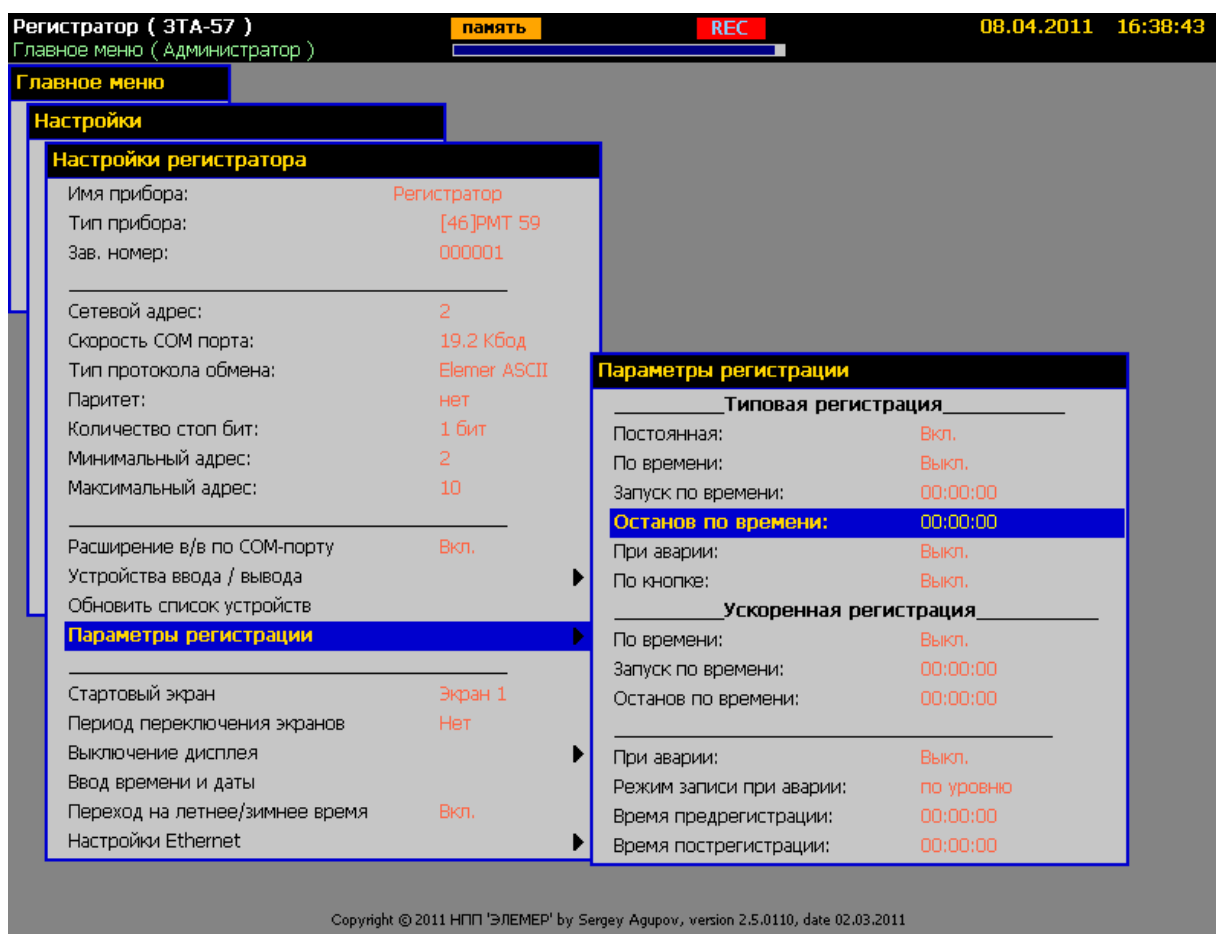 Регистратор ( ЗТА-57 ) память REC 08.04.2011 16:38:43
Главное меню ( Администратор )
Главное меню
Настройки
Настройки регистратора
Имя прибора: Регистратор
Тип прибора: [46]РМТ 59
Зав. номер: 000001
Сетевой адрес: 2
Скорость COM порта: 19.2 Кбод
Тип протокола обмена: Elemer ASCII
Паритет: нет
Количество стоп бит: 1 бит
Минимальный адрес: 2
Максимальный адрес: 10
Расширение в/в по COM-порту Вкл.
Устройства ввода / вывода
Обновить список устройств
Параметры регистрации
Стартовый экран Экран 1
Период переключения экранов Нет
Выключение дисплея
Ввод времени и даты
Переход на летнее/зимнее время Вкл.
Настройки Ethernet
Параметры регистрации
Типовая регистрация
Постоянная: Вкл.
По времени: Выкл.
Запуск по времени: 00:00:00
Останов по времени: 00:00:00
При аварии: Выкл.
По кнопке: Выкл.
Ускоренная регистрация
По времени: Выкл.
Запуск по времени: 00:00:00
Останов по времени: 00:00:00
При аварии: Выкл.
Режим записи при аварии: по уровню
Время предрегистрации: 00:00:00
Время пострегистрации: 00:00:00
Copyright © 2011 НПП 'ЭЛЕМЕР' by Sergey Agupov, version 2.5.0110, date 02.03.2011